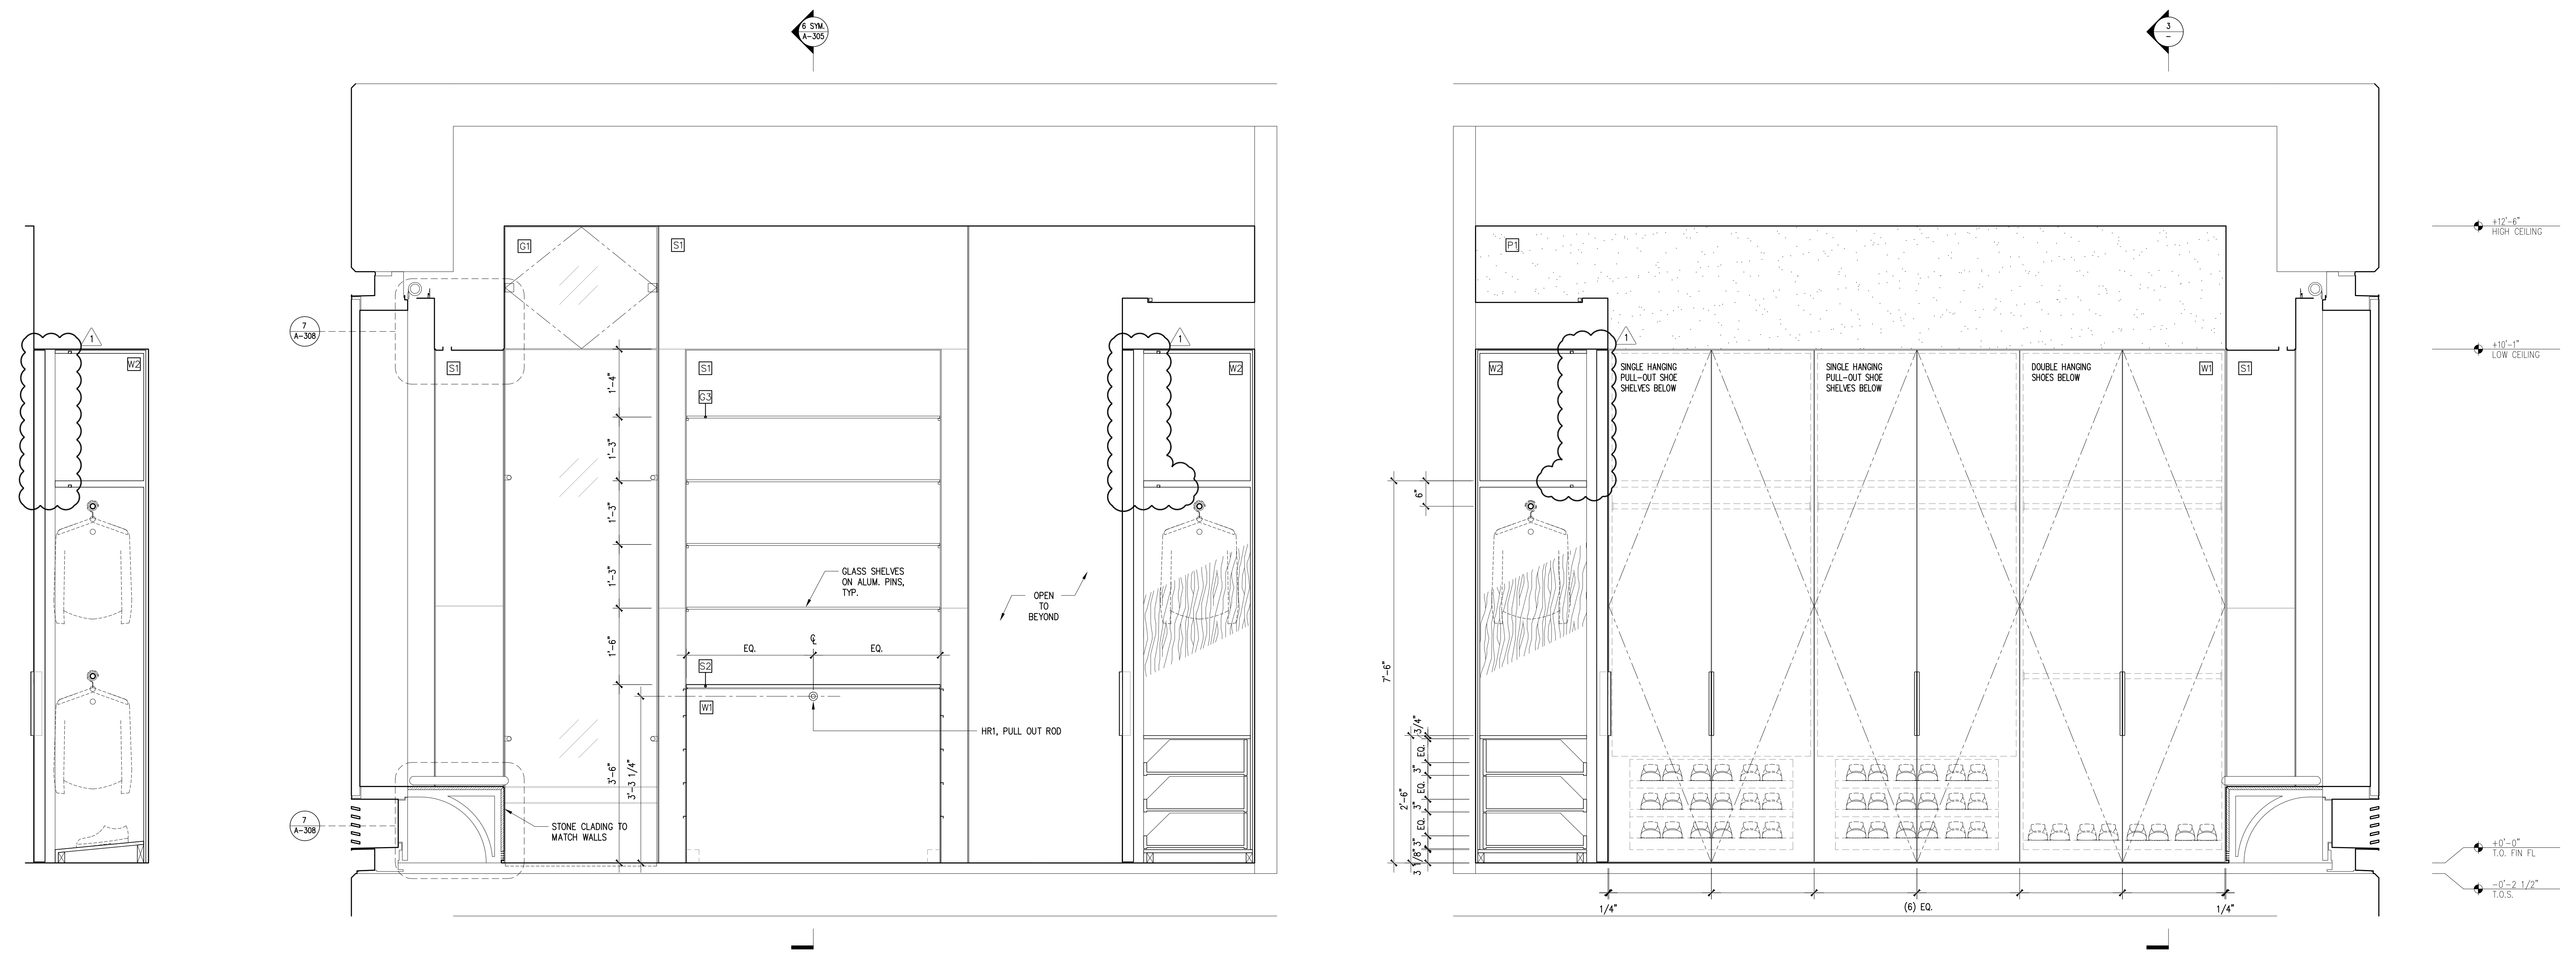 6 SYM.
A-305
3
-
G1
S1
P1
+12'-6"
HIGH CEILING
7
A-308
1
W2
S1
1'-4"
S1
G3
1
W2
W2
1
SINGLE HANGING
PULL-OUT SHOE
SHELVES BELOW
SINGLE HANGING
PULL-OUT SHOE
SHELVES BELOW
DOUBLE HANGING
SHOES BELOW
W1
S1
+10'-1"
LOW CEILING
1'-3"
1'-3"
1'-3"
GLASS SHELVES
ON ALUM. PINS,
TYP.
OPEN
TO
BEYOND
6"
7'-6"
1'-6"
EQ.
℄
EQ.
S2
W1
HR1, PULL OUT ROD
3'-6"
3'-3 1/4"
STONE CLADING TO
MATCH WALLS
7
A-308
3/4"
EQ.
3"
EQ.
3"
EQ.
3"
3 1/8"
2'-6"
+0'-0"
T.O. FIN FL
-0'-2 1/2"
T.O.S.
1/4"
(6) EQ.
1/4"